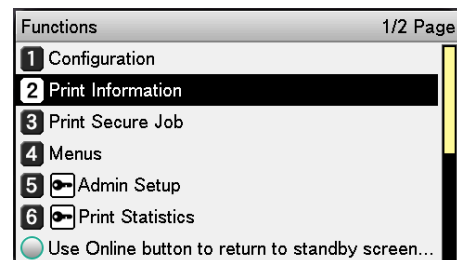 Functions 1/2 Page
1 Configuration
2 Print Information
3 Print Secure Job
4 Menus
5 Admin Setup
6 Print Statistics
Use Online button to return to standby screen...